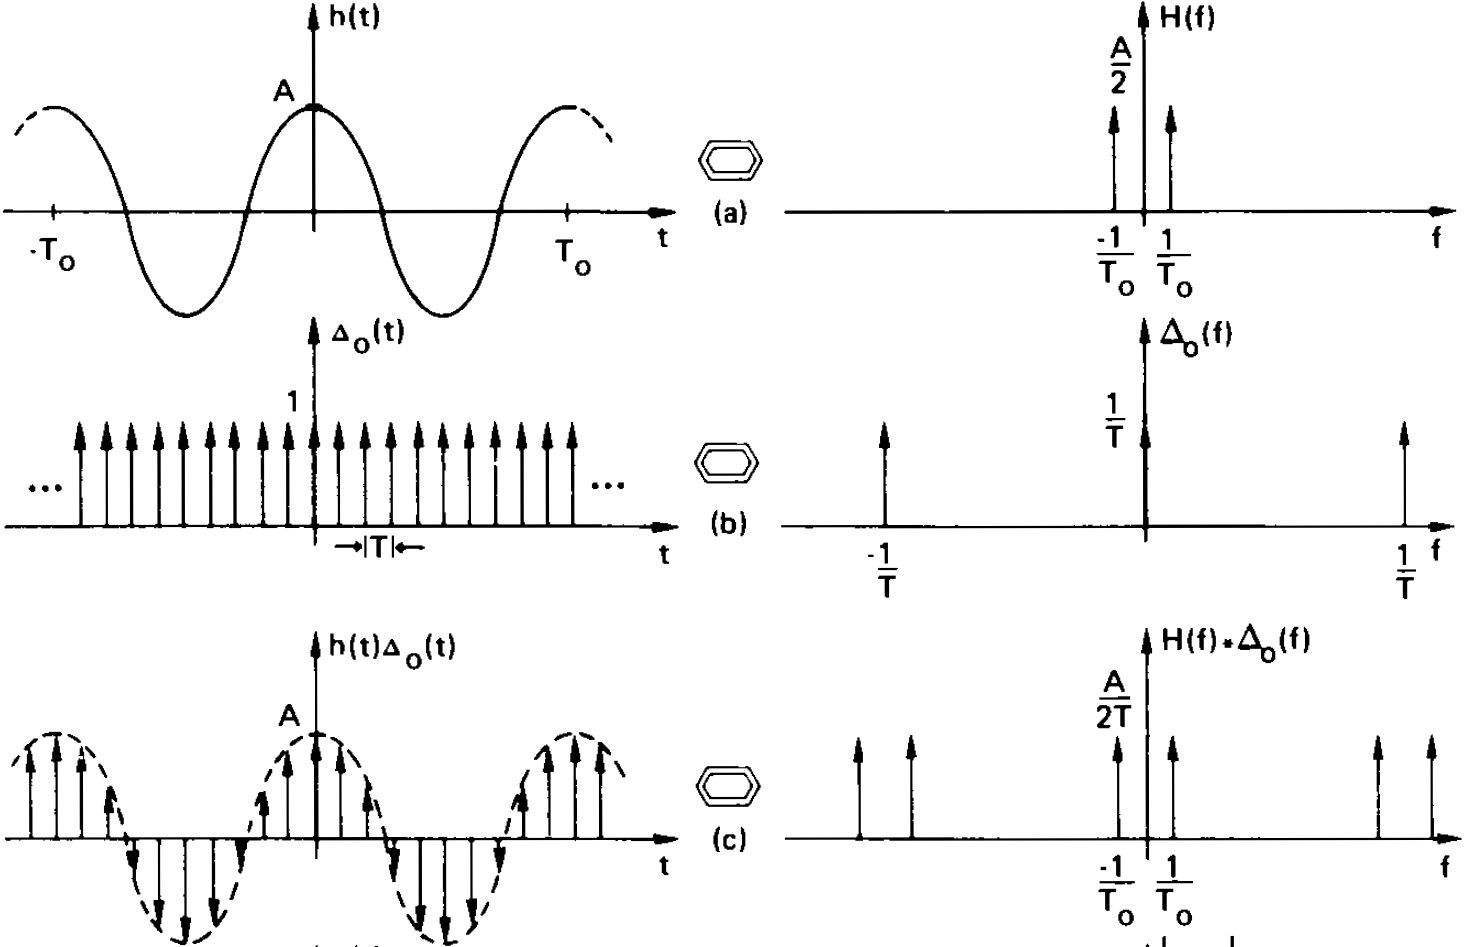 h(t)
A
-T₀
T₀
t
(a)
H(f)
A/2
-1/T₀
1/T₀
f
Δ₀(t)
1
...
...
T
t
(b)
Δ₀(f)
1/T
-1/T
1/T
f
h(t)Δ₀(t)
A
t
(c)
H(f)*Δ₀(f)
A/2T
-1/T₀
1/T₀
f